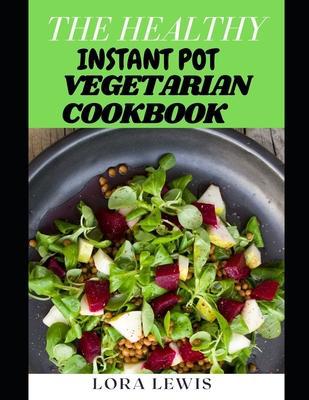 THE HEALTHY
INSTANT POT
VEGETARIAN
COOKBOOK
LORA LEWIS